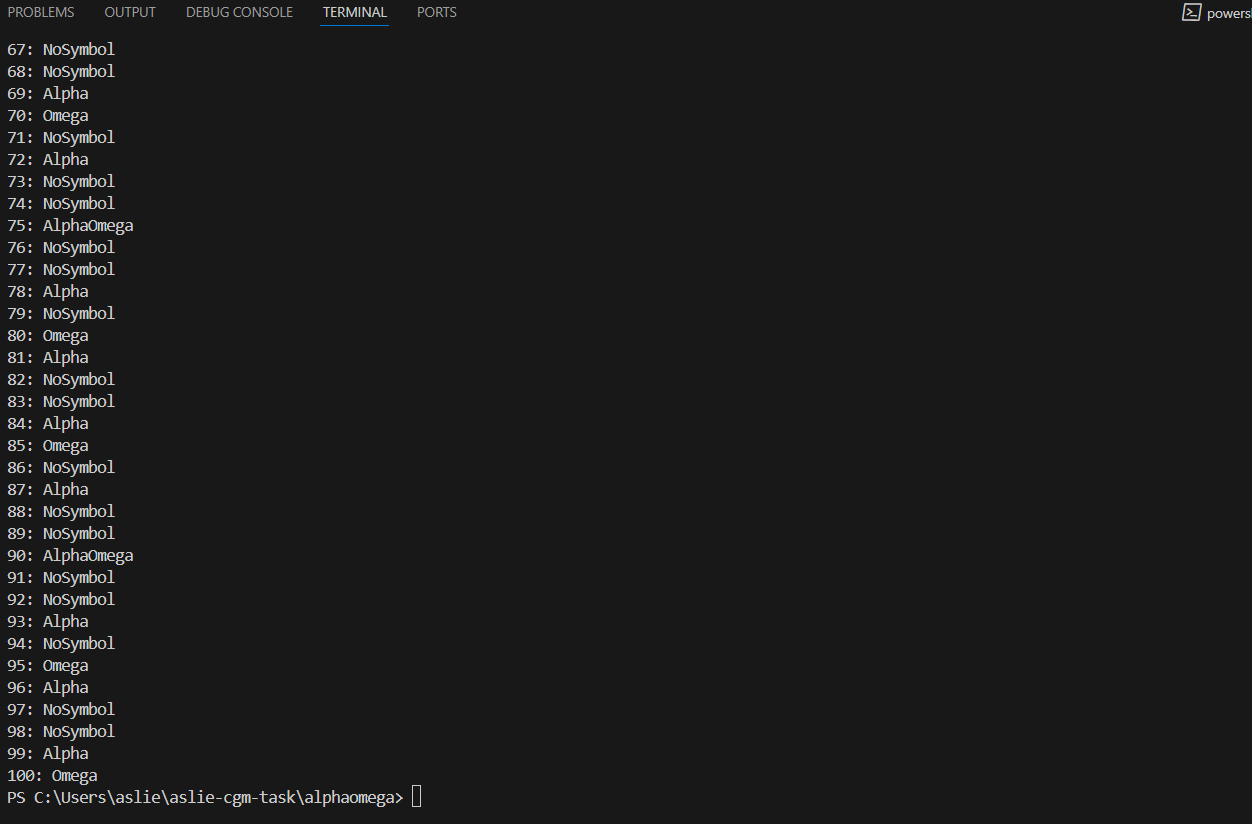 PROBLEMS OUTPUT DEBUG CONSOLE TERMINAL PORTS powers
67: NoSymbol
68: NoSymbol
69: Alpha
70: Omega
71: NoSymbol
72: Alpha
73: NoSymbol
74: NoSymbol
75: AlphaOmega
76: NoSymbol
77: NoSymbol
78: Alpha
79: NoSymbol
80: Omega
81: Alpha
82: NoSymbol
83: NoSymbol
84: Alpha
85: Omega
86: NoSymbol
87: Alpha
88: NoSymbol
89: NoSymbol
90: AlphaOmega
91: NoSymbol
92: NoSymbol
93: Alpha
94: NoSymbol
95: Omega
96: Alpha
97: NoSymbol
98: NoSymbol
99: Alpha
100: Omega
PS C:\Users\aslie\aslie-cgm-task\alphaomega>